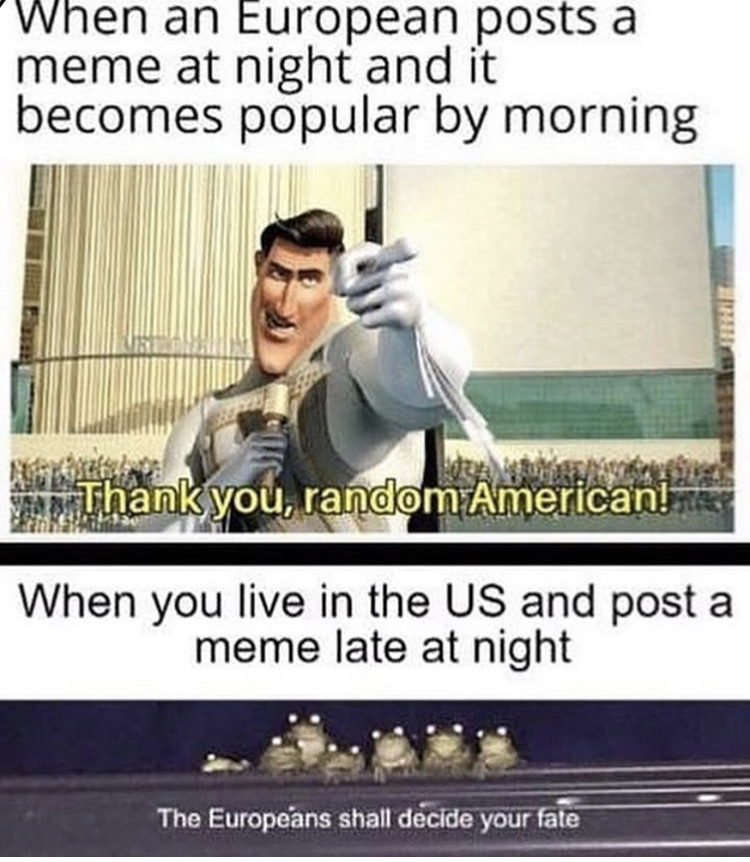 When an European posts a
meme at night and it
becomes popular by morning
Thank you, random American!
When you live in the US and post a
meme late at night
The Europeans shall decide your fate